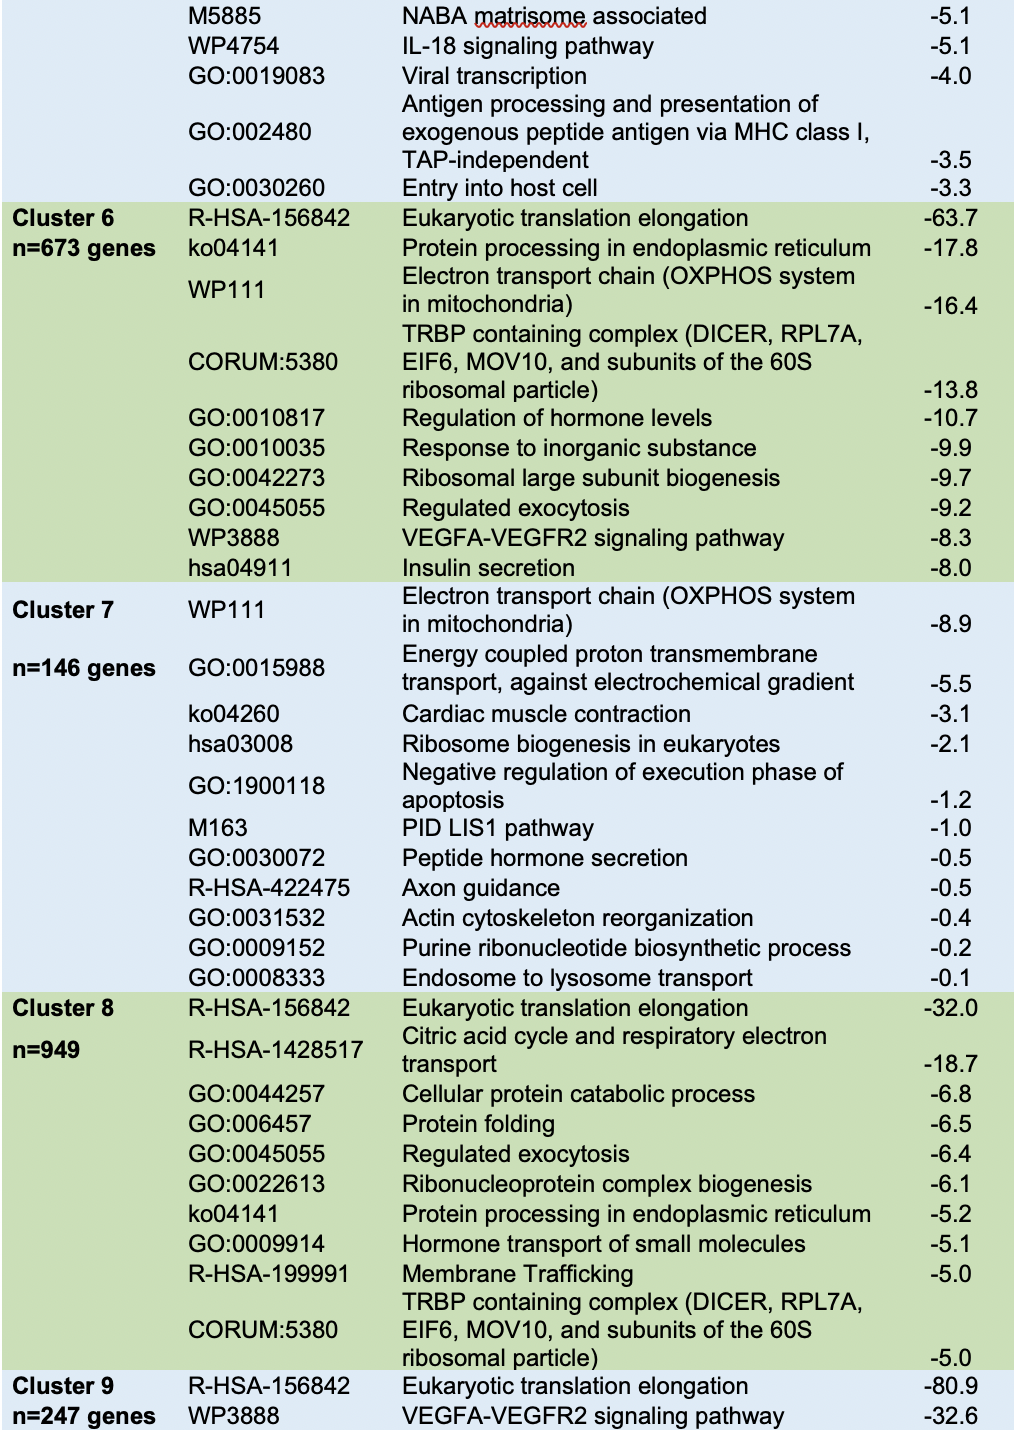 M5885 NABA matrisome associated -5.1
WP4754 IL-18 signaling pathway -5.1
GO:0019083 Viral transcription -4.0
Antigen processing and presentation of
GO:002480 exogenous peptide antigen via MHC class I,
TAP-independent -3.5
GO:0030260 Entry into host cell -3.3
Cluster 6 R-HSA-156842 Eukaryotic translation elongation -63.7
n=673 genes ko04141 Protein processing in endoplasmic reticulum -17.8
WP111 Electron transport chain (OXPHOS system
in mitochondria) -16.4
TRBP containing complex (DICER, RPL7A,
CORUM:5380 EIF6, MOV10, and subunits of the 60S
ribosomal particle) -13.8
GO:0010817 Regulation of hormone levels -10.7
GO:0010035 Response to inorganic substance -9.9
GO:0042273 Ribosomal large subunit biogenesis -9.7
GO:0045055 Regulated exocytosis -9.2
WP3888 VEGFA-VEGFR2 signaling pathway -8.3
hsa04911 Insulin secretion -8.0
Cluster 7 WP111 Electron transport chain (OXPHOS system
in mitochondria) -8.9
n=146 genes GO:0015988 Energy coupled proton transmembrane
transport, against electrochemical gradient -5.5
ko04260 Cardiac muscle contraction -3.1
hsa03008 Ribosome biogenesis in eukaryotes -2.1
GO:1900118 Negative regulation of execution phase of
apoptosis -1.2
M163 PID LIS1 pathway -1.0
GO:0030072 Peptide hormone secretion -0.5
R-HSA-422475 Axon guidance -0.5
GO:0031532 Actin cytoskeleton reorganization -0.4
GO:0009152 Purine ribonucleotide biosynthetic process -0.2
GO:0008333 Endosome to lysosome transport -0.1
Cluster 8 R-HSA-156842 Eukaryotic translation elongation -32.0
n=949 R-HSA-1428517 Citric acid cycle and respiratory electron
transport -18.7
GO:0044257 Cellular protein catabolic process -6.8
GO:006457 Protein folding -6.5
GO:0045055 Regulated exocytosis -6.4
GO:0022613 Ribonucleoprotein complex biogenesis -6.1
ko04141 Protein processing in endoplasmic reticulum -5.2
GO:0009914 Hormone transport of small molecules -5.1
R-HSA-199991 Membrane Trafficking -5.0
TRBP containing complex (DICER, RPL7A,
CORUM:5380 EIF6, MOV10, and subunits of the 60S
ribosomal particle) -5.0
Cluster 9 R-HSA-156842 Eukaryotic translation elongation -80.9
n=247 genes WP3888 VEGFA-VEGFR2 signaling pathway -32.6